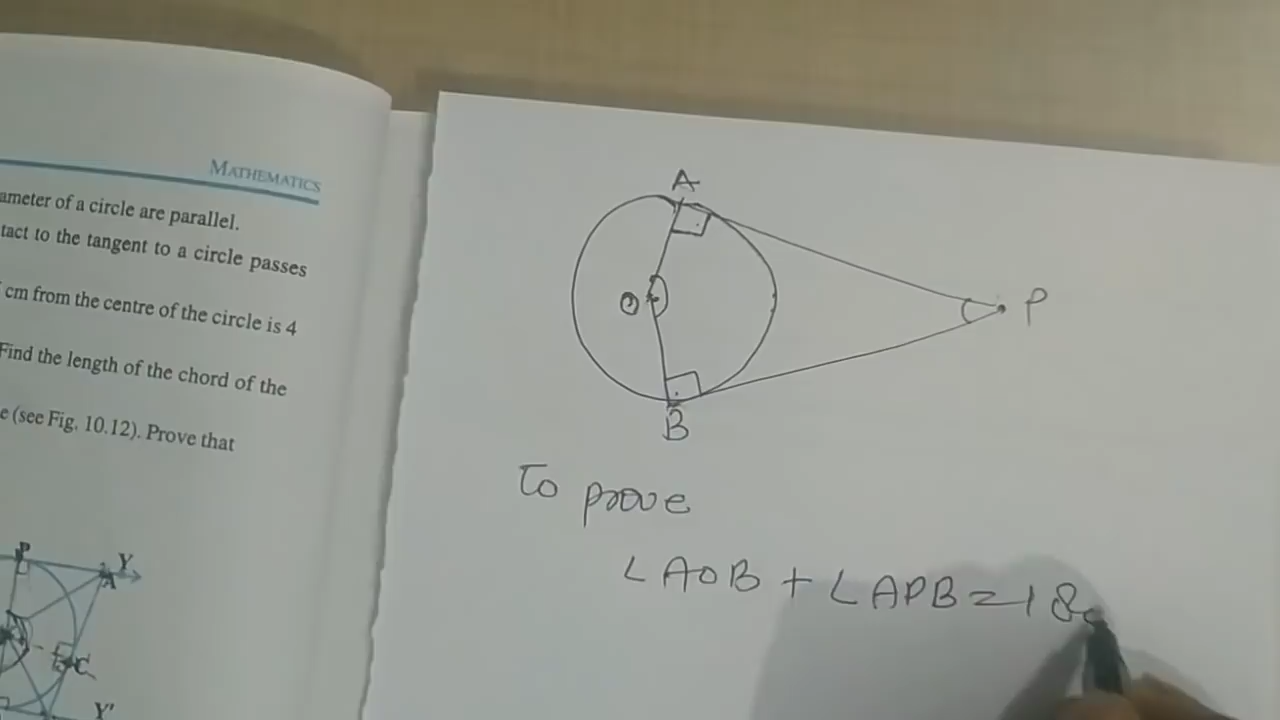 MATHEMATICS
ameter of a circle are parallel.
tact to the tangent to a circle passes
cm from the centre of the circle is 4
Find the length of the chord of the
e (see Fig. 10.12). Prove that
P
Y
A
C
Y'
A
O
P
B
To prove
∠AOB + ∠APB = 180